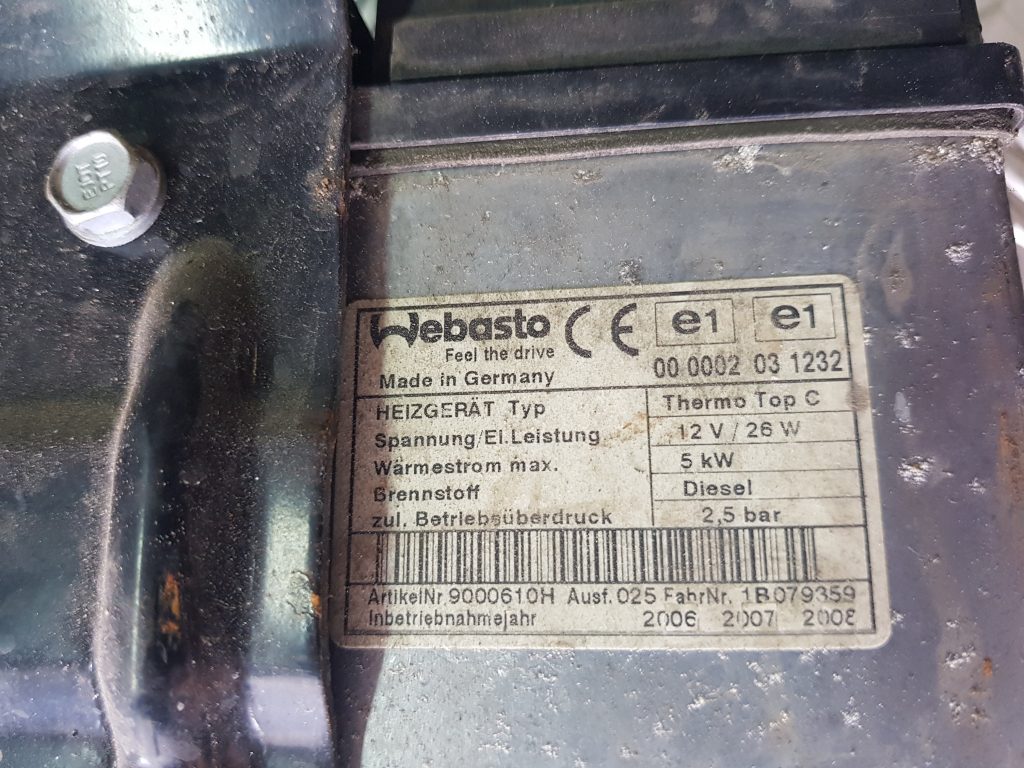 Webasto CE e1 e1
Feel the drive
Made in Germany 00 0002 03 1232
HEIZGERÄT Typ Thermo Top C
Spannung/El.Leistung 12 V / 26 W
Wärmestrom max. 5 kW
Brennstoff Diesel
zul. Betriebsüberdruck 2,5 bar
ArtikelNr. 9000610H Ausf. 025 FahrNr. 1B079359
Inbetriebnahmejahr 2006 2007 2008